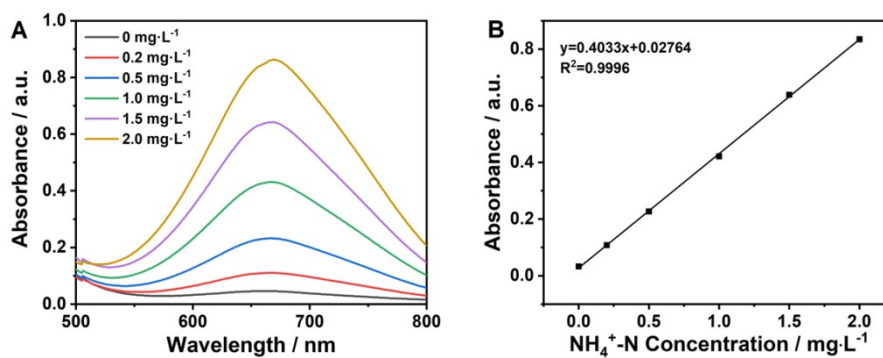 A
0 mg·L⁻¹
0.2 mg·L⁻¹
0.5 mg·L⁻¹
1.0 mg·L⁻¹
1.5 mg·L⁻¹
2.0 mg·L⁻¹
1.0
0.8
0.6
0.4
0.2
0.0
Absorbance / a.u.
500 600 700 800
Wavelength / nm
B
y=0.4033x+0.02764
R²=0.9996
0.8
0.6
0.4
0.2
0.0
Absorbance / a.u.
0.0 0.5 1.0 1.5 2.0
NH₄⁺-N Concentration / mg·L⁻¹